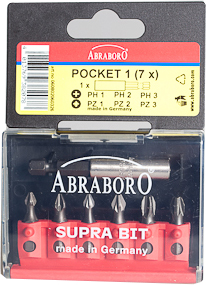 ABRABORO
POCKET 1 (7 x)
1 x
PH 1 PH 2 PH 3
PZ 1 PZ 2 PZ 3
www.abraboro.com
made in Germany
ABRABORO
SUPRA BIT
made in Germany